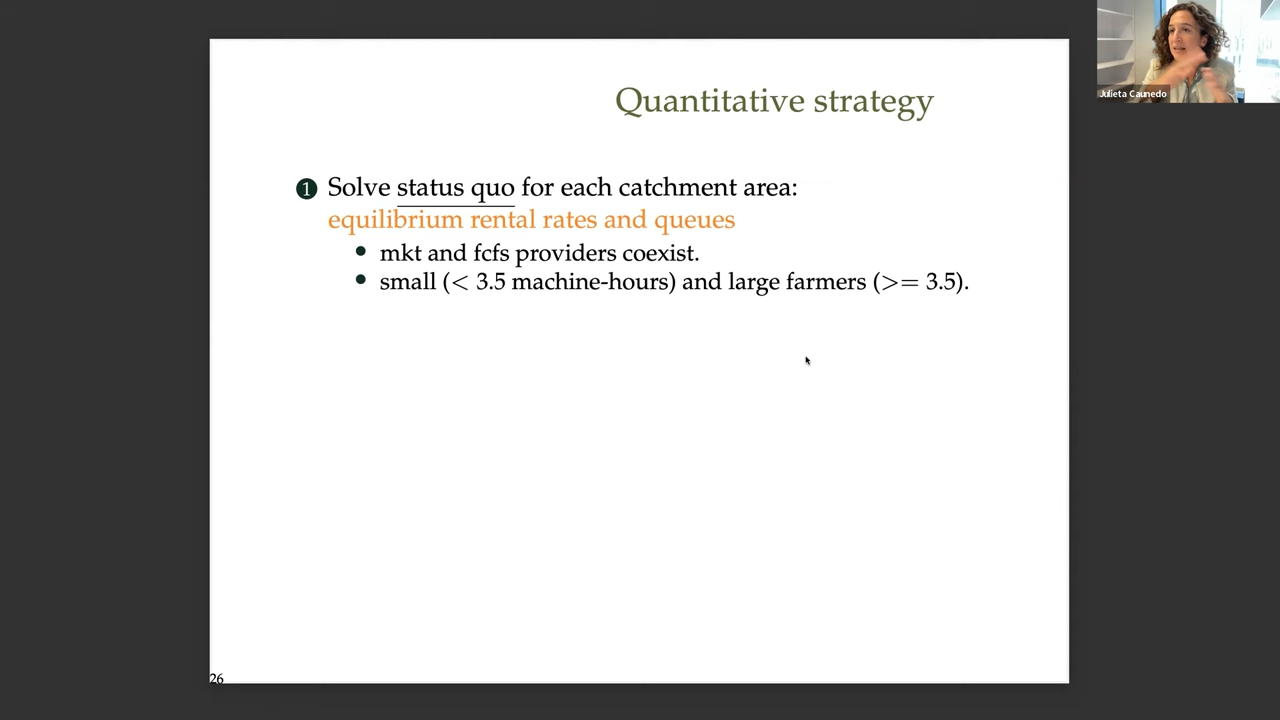 Quantitative strategy
1 Solve status quo for each catchment area:
equilibrium rental rates and queues
• mkt and fcfs providers coexist.
• small (< 3.5 machine-hours) and large farmers (>= 3.5).
26
Julieta Caunedo